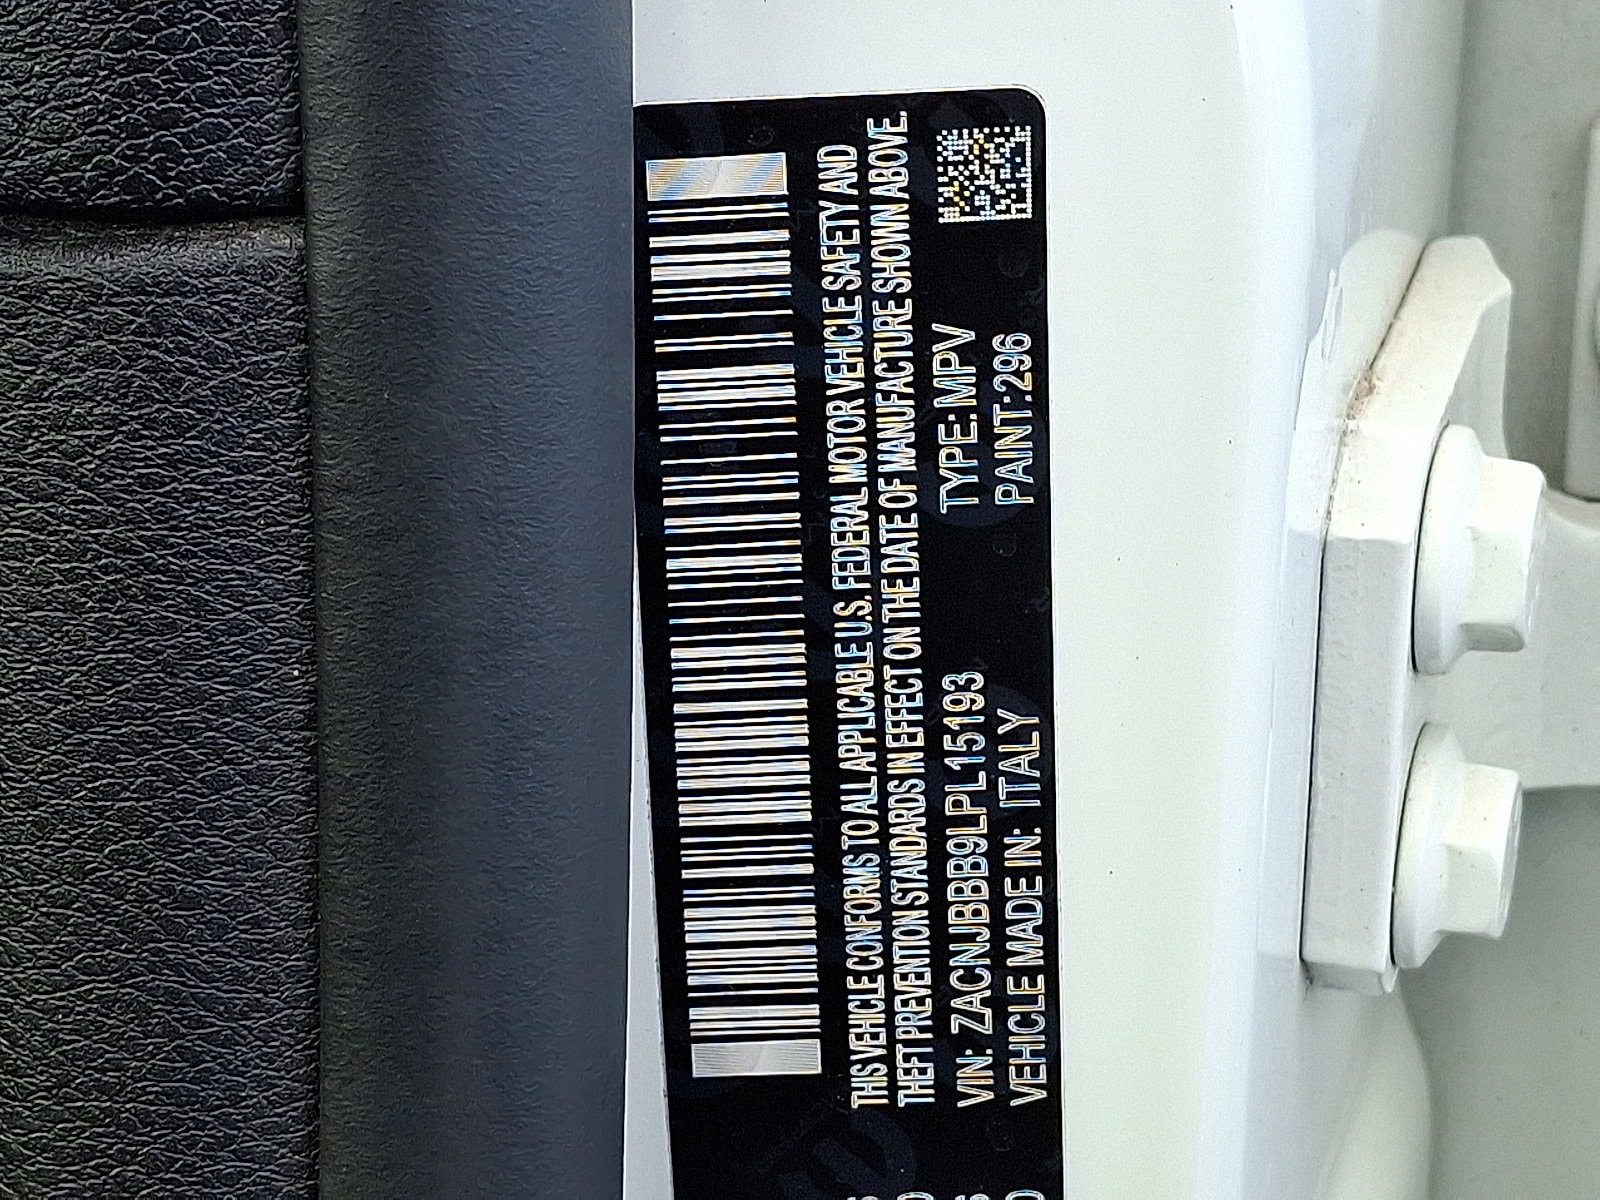 THIS VEHICLE CONFORMS TO ALL APPLICABLE U.S. FEDERAL MOTOR VEHICLE SAFETY AND
THEFT PREVENTION STANDARDS IN EFFECT ON THE DATE OF MANUFACTURE SHOWN ABOVE.
VIN: ZACNJBBB9LPL15193 TYPE: MPV
VEHICLE MADE IN: ITALY PAINT: 296